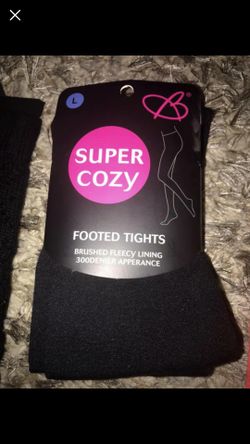 L
SUPER
COZY
FOOTED TIGHTS
BRUSHED FLEECY LINING
300DENIER APPERANCE